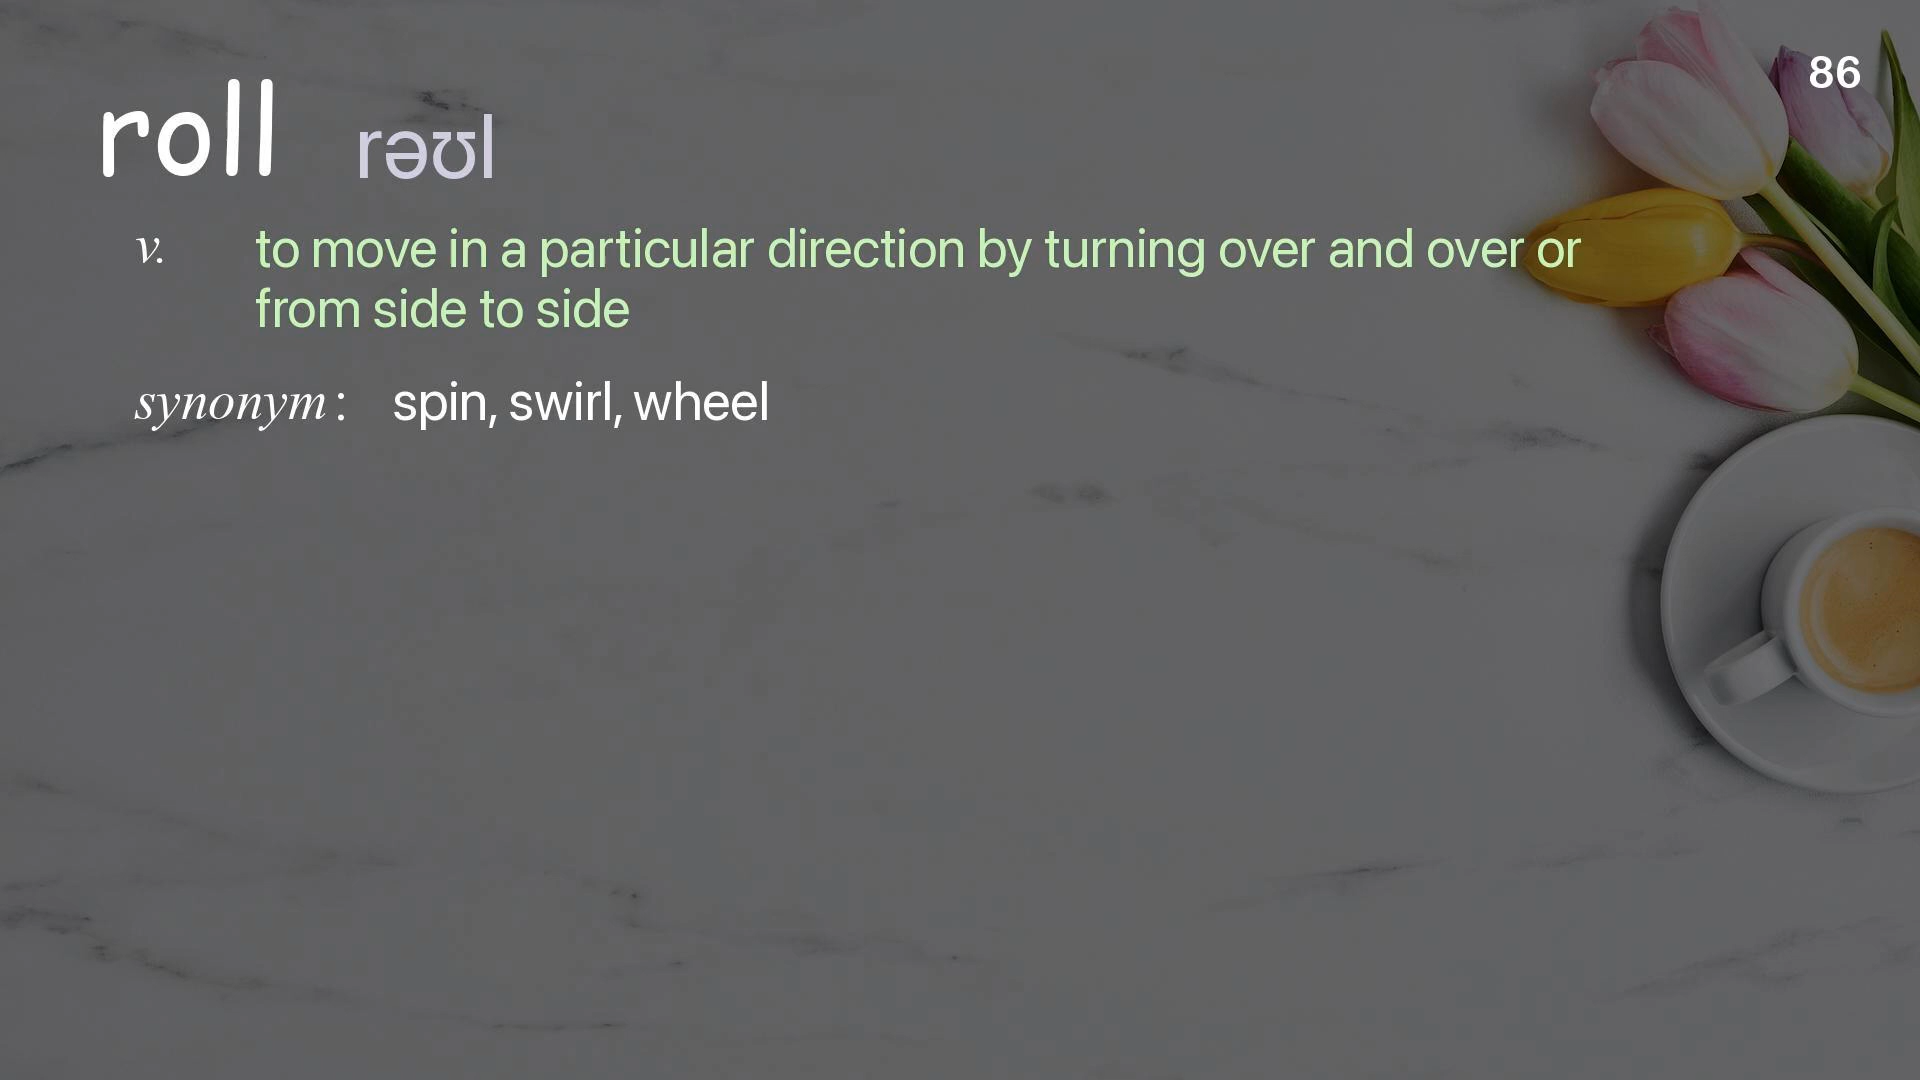 86
roll rəʊl
v. to move in a particular direction by turning over and over or
from side to side
synonym: spin, swirl, wheel